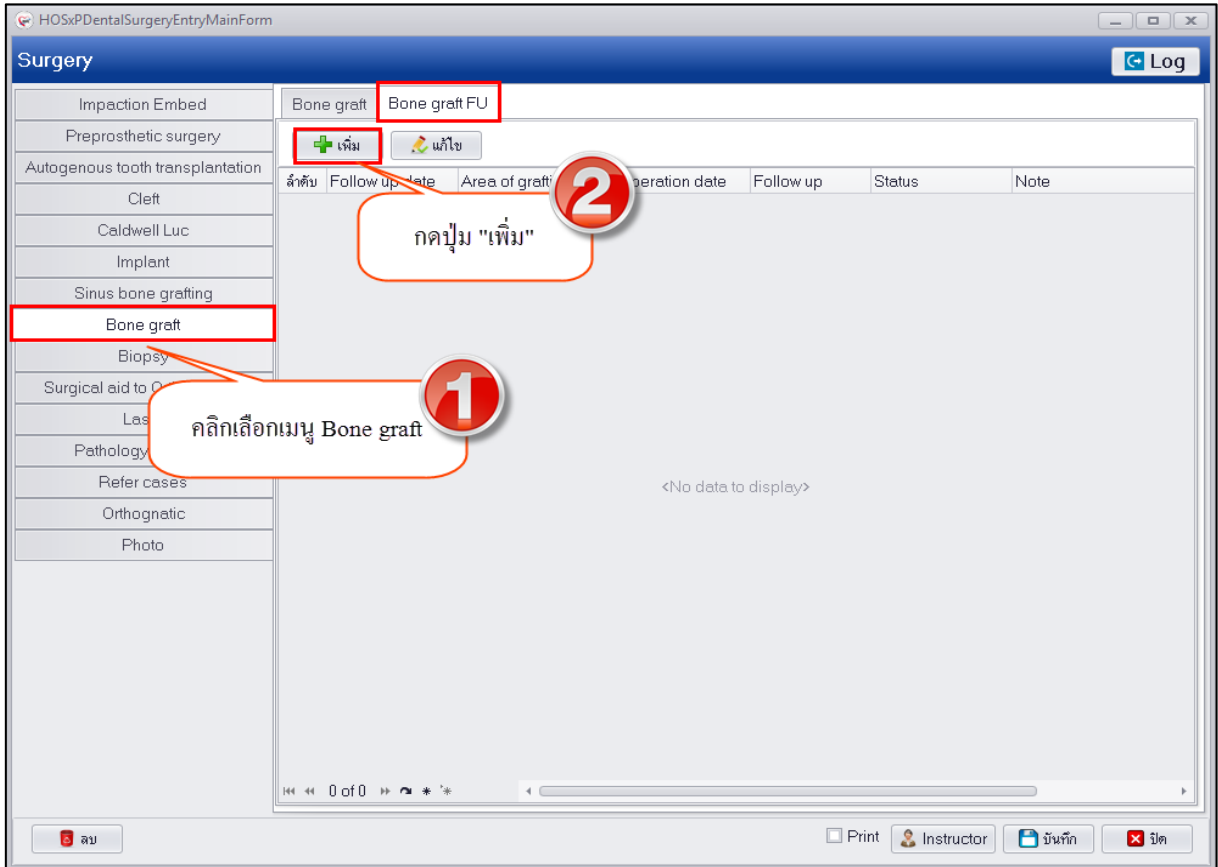 HOSxPDentalSurgeryEntryMainForm
Surgery
Log
Impaction Embed
Preprosthetic surgery
Autogenous tooth transplantation
Cleft
Caldwell Luc
Implant
Sinus bone grafting
Bone graft
Biopsy
Surgical aid to
Las
Pathology
Refer cases
Orthognatic
Photo
Bone graft Bone graft FU
เพิ่ม แก้ไข
ลำดับ Follow up date Area of grafti peration date Follow up Status Note
2
กดปุ่ม "เพิ่ม"
1
คลิกเลือกเมนู Bone graft
<No data to display>
0 of 0
ลบ Print Instructor บันทึก ปิด